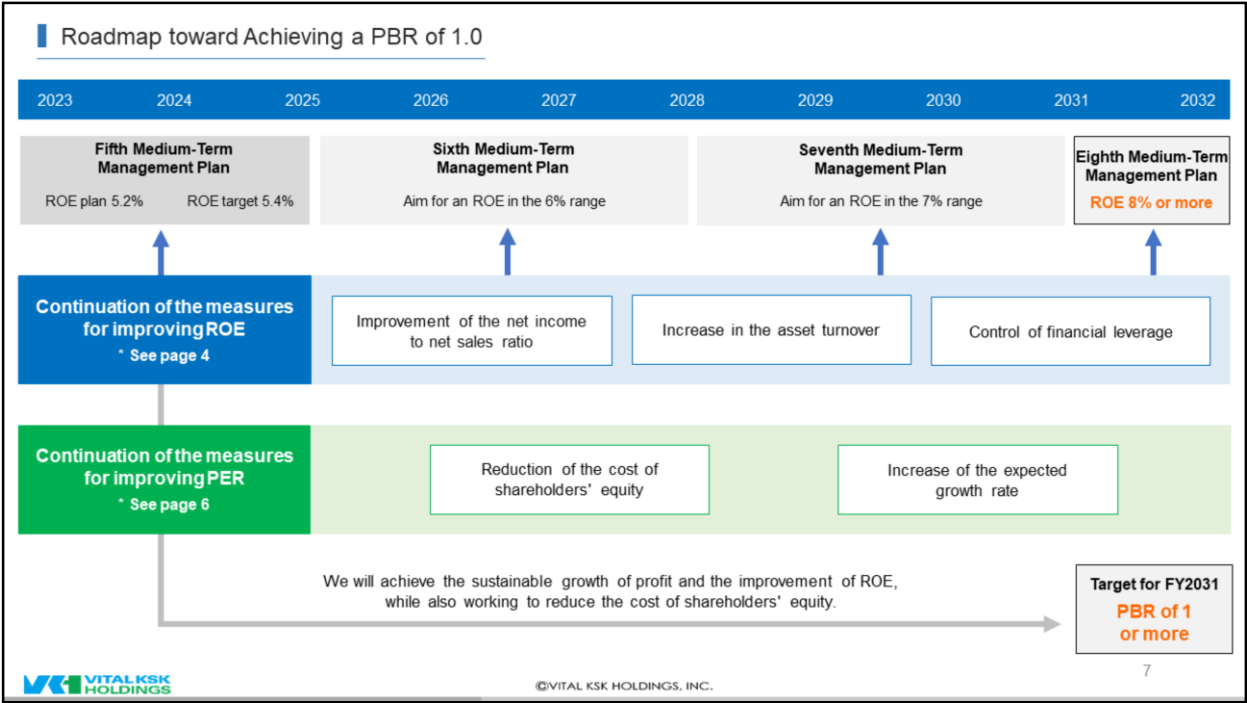 Roadmap toward Achieving a PBR of 1.0
2023 2024 2025 2026 2027 2028 2029 2030 2031 2032
Fifth Medium-Term
Management Plan
ROE plan 5.2% ROE target 5.4%
Sixth Medium-Term
Management Plan
Aim for an ROE in the 6% range
Seventh Medium-Term
Management Plan
Aim for an ROE in the 7% range
Eighth Medium-Term
Management Plan
ROE 8% or more
Continuation of the measures
for improving ROE
* See page 4
Improvement of the net income
to net sales ratio
Increase in the asset turnover
Control of financial leverage
Continuation of the measures
for improving PER
* See page 6
Reduction of the cost of
shareholders' equity
Increase of the expected
growth rate
We will achieve the sustainable growth of profit and the improvement of ROE,
while also working to reduce the cost of shareholders' equity.
Target for FY2031
PBR of 1
or more
VITAL KSK
HOLDINGS
©VITAL KSK HOLDINGS, INC.
7